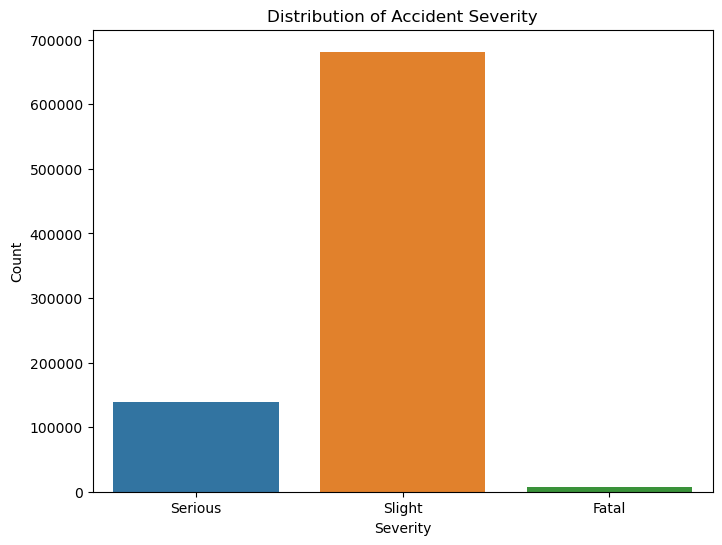 Distribution of Accident Severity
700000
600000
500000
400000
300000
200000
100000
0
Count
Serious
Slight
Fatal
Severity